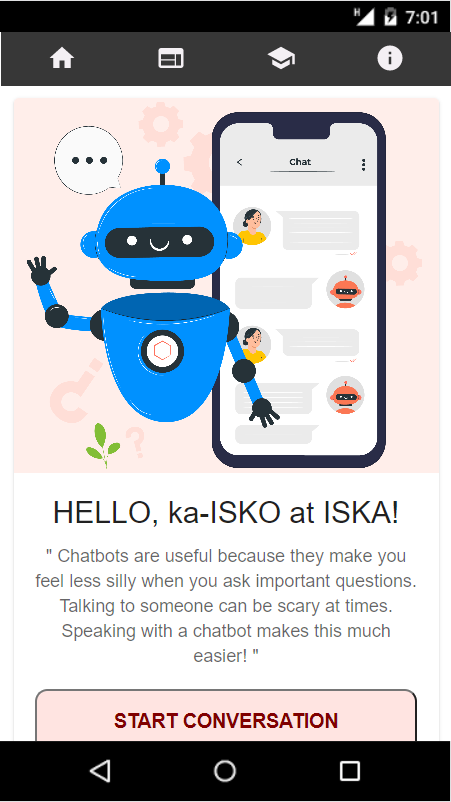 H 7:01
Chat
HELLO, ka-ISKO at ISKA!
" Chatbots are useful because they make you
feel less silly when you ask important questions.
Talking to someone can be scary at times.
Speaking with a chatbot makes this much
easier! "
START CONVERSATION